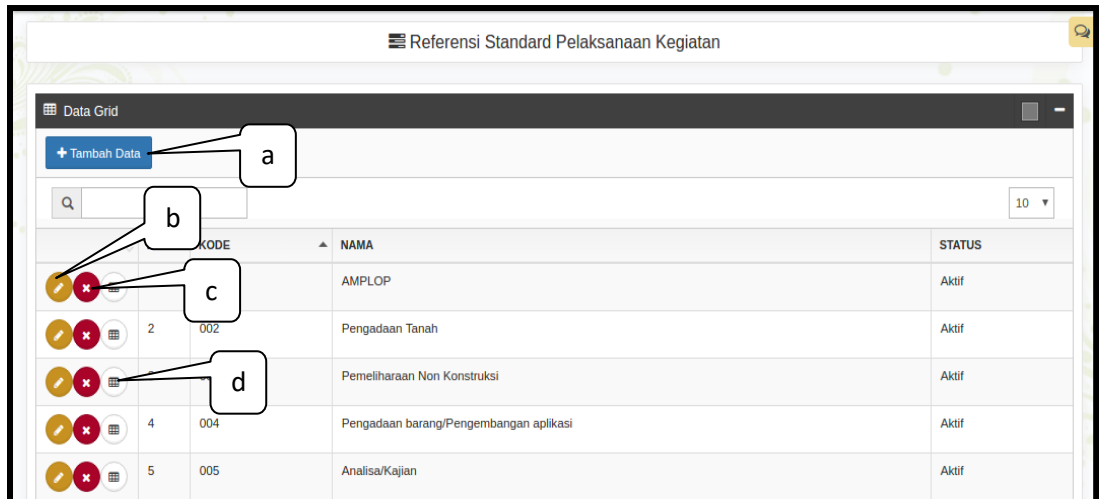 Referensi Standard Pelaksanaan Kegiatan
Data Grid
+ Tambah Data
a
10
b
KODE NAMA STATUS
AMPLOP Aktif
c
2 002 Pengadaan Tanah Aktif
Pemeliharaan Non Konstruksi Aktif
d
4 004 Pengadaan barang/Pengembangan aplikasi Aktif
5 005 Analisa/Kajian Aktif